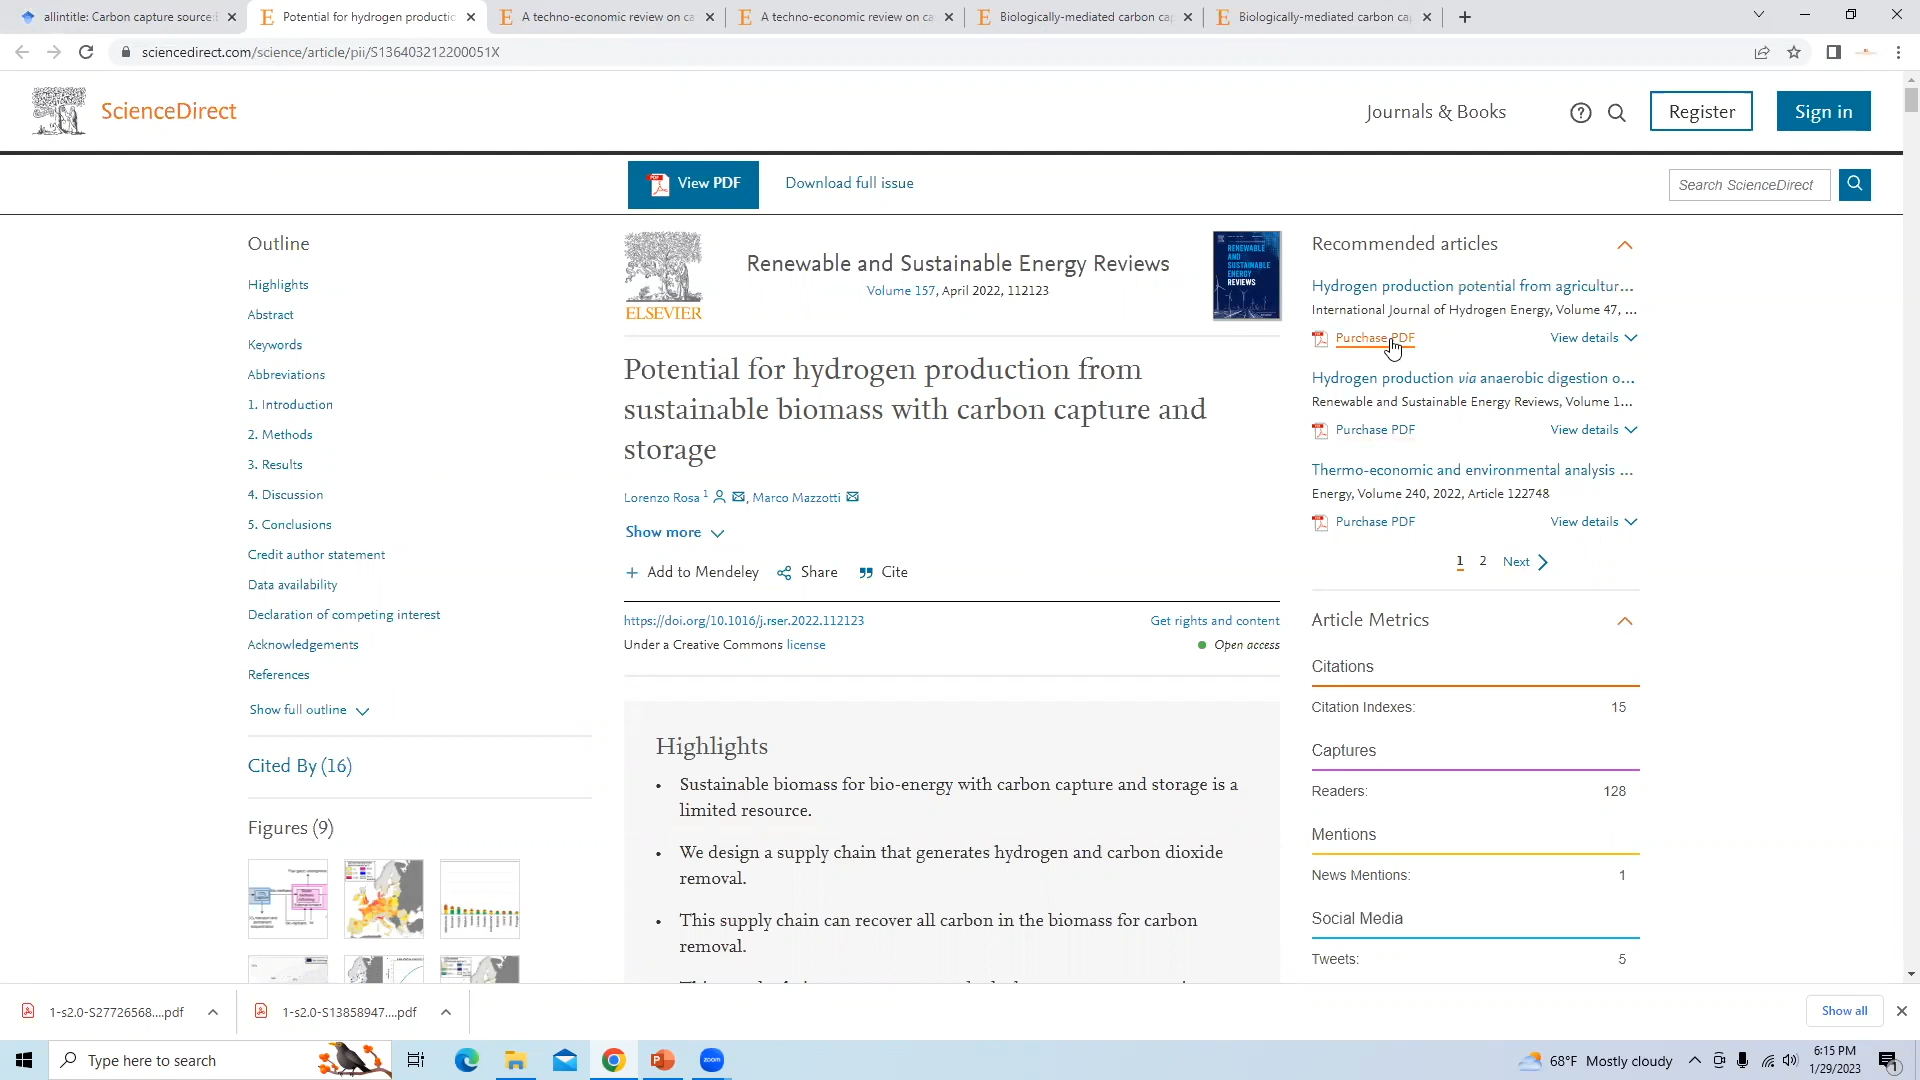 allintitle: Carbon capture source:
Potential for hydrogen productic
A techno-economic review on ca
A techno-economic review on ca
Biologically-mediated carbon ca
Biologically-mediated carbon ca
sciencedirect.com/science/article/pii/S136403212200051X
ScienceDirect
Journals & Books
Register
Sign in
View PDF
Download full issue
Search ScienceDirect
Outline
Highlights
Abstract
Keywords
Abbreviations
1. Introduction
2. Methods
3. Results
4. Discussion
5. Conclusions
Credit author statement
Data availability
Declaration of competing interest
Acknowledgements
References
Show full outline
Cited By (16)
Figures (9)
ELSEVIER
Renewable and Sustainable Energy Reviews
Volume 157, April 2022, 112123
RENEWABLE
AND
SUSTAINABLE
ENERGY
REVIEWS
Potential for hydrogen production from
sustainable biomass with carbon capture and
storage
Lorenzo Rosa 1, Marco Mazzotti
Show more
Add to Mendeley Share Cite
https://doi.org/10.1016/j.rser.2022.112123
Get rights and content
Under a Creative Commons license
Open access
Highlights
• Sustainable biomass for bio-energy with carbon capture and storage is a
limited resource.
• We design a supply chain that generates hydrogen and carbon dioxide
removal.
• This supply chain can recover all carbon in the biomass for carbon
removal.
Recommended articles
Hydrogen production potential from agricultur...
International Journal of Hydrogen Energy, Volume 47, ...
Purchase PDF View details
Hydrogen production via anaerobic digestion o...
Renewable and Sustainable Energy Reviews, Volume 1...
Purchase PDF View details
Thermo-economic and environmental analysis ...
Energy, Volume 240, 2022, Article 122748
Purchase PDF View details
1 2 Next
Article Metrics
Citations
Citation Indexes: 15
Captures
Readers: 128
Mentions
News Mentions: 1
Social Media
Tweets: 5
1-s2.0-S27726568....pdf
1-s2.0-S13858947....pdf
Show all
Type here to search
zoom
68°F Mostly cloudy
6:15 PM
1/29/2023
1